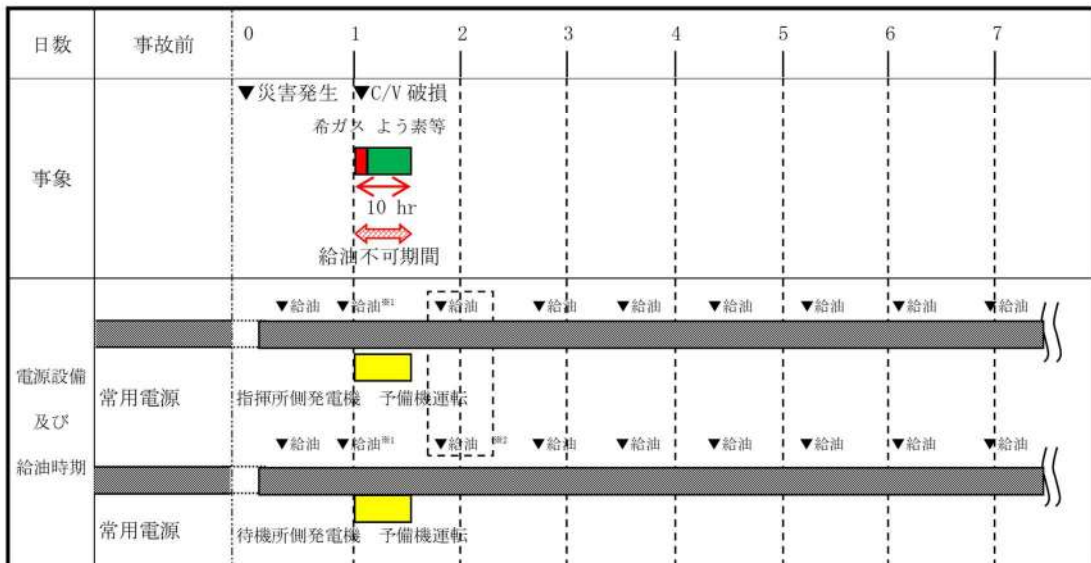 日数 事故前 0 1 2 3 4 5 6 7
▼災害発生 ▼C/V 破損
希ガス よう素等
事象
10 hr
給油不可期間
▼給油 ▼給油※1 ▼給油 ▼給油 ▼給油 ▼給油 ▼給油 ▼給油 ▼給油
電源設備
及び
給油時期
常用電源 指揮所側発電機 予備機運転
▼給油 ▼給油※1 ▼給油 ※2 ▼給油 ▼給油 ▼給油 ▼給油 ▼給油 ▼給油
常用電源 待機所側発電機 予備機運転